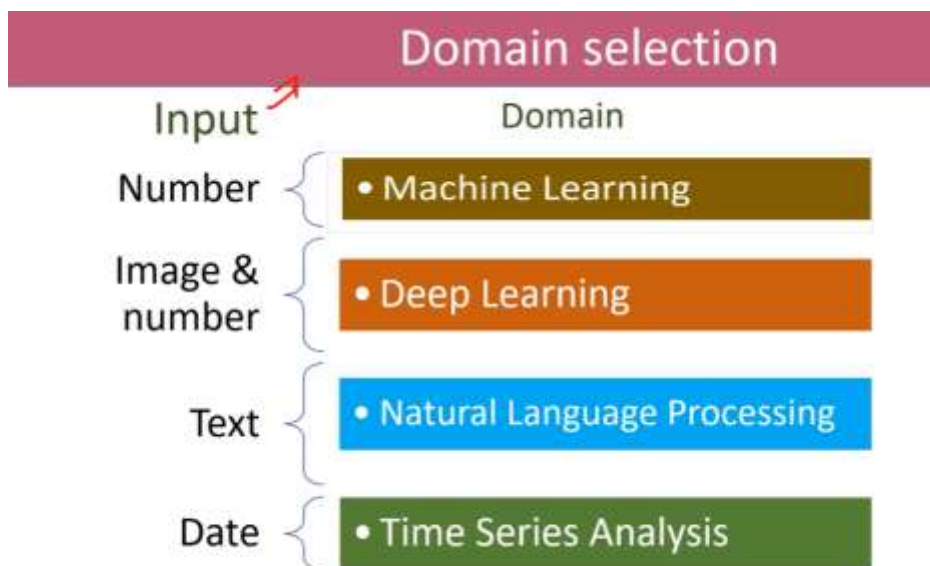 Domain selection
Input Domain
Number • Machine Learning
Image &
number • Deep Learning
Text • Natural Language Processing
Date • Time Series Analysis